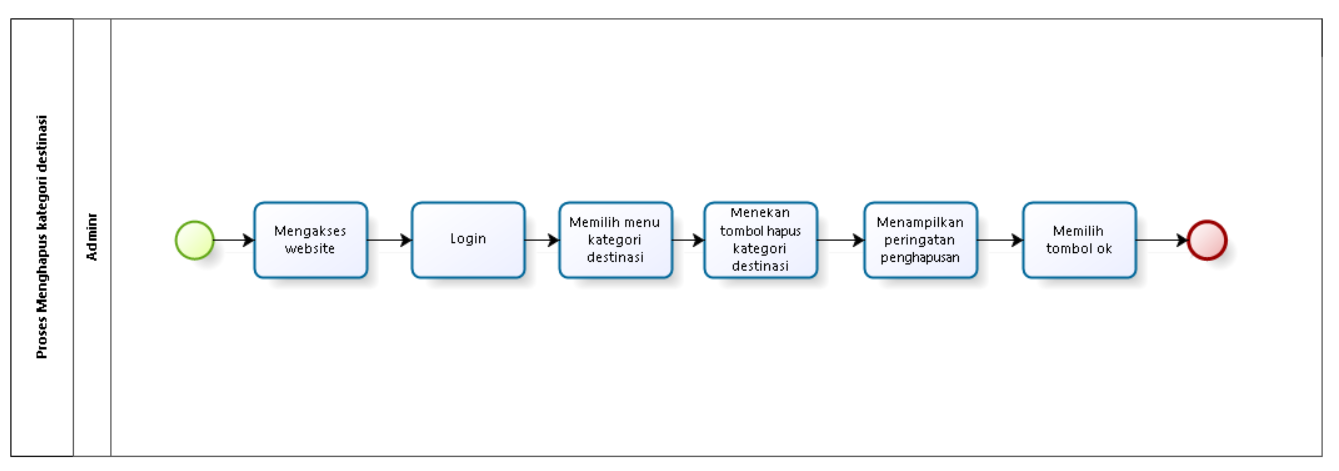 Proses Menghapus kategori destinasi
Adminr
Mengakses
website
Login
Memilih menu
kategori
destinasi
Menekan
tombol hapus
kategori
destinasi
Menampilkan
peringatan
penghapusan
Memilih
tombol ok